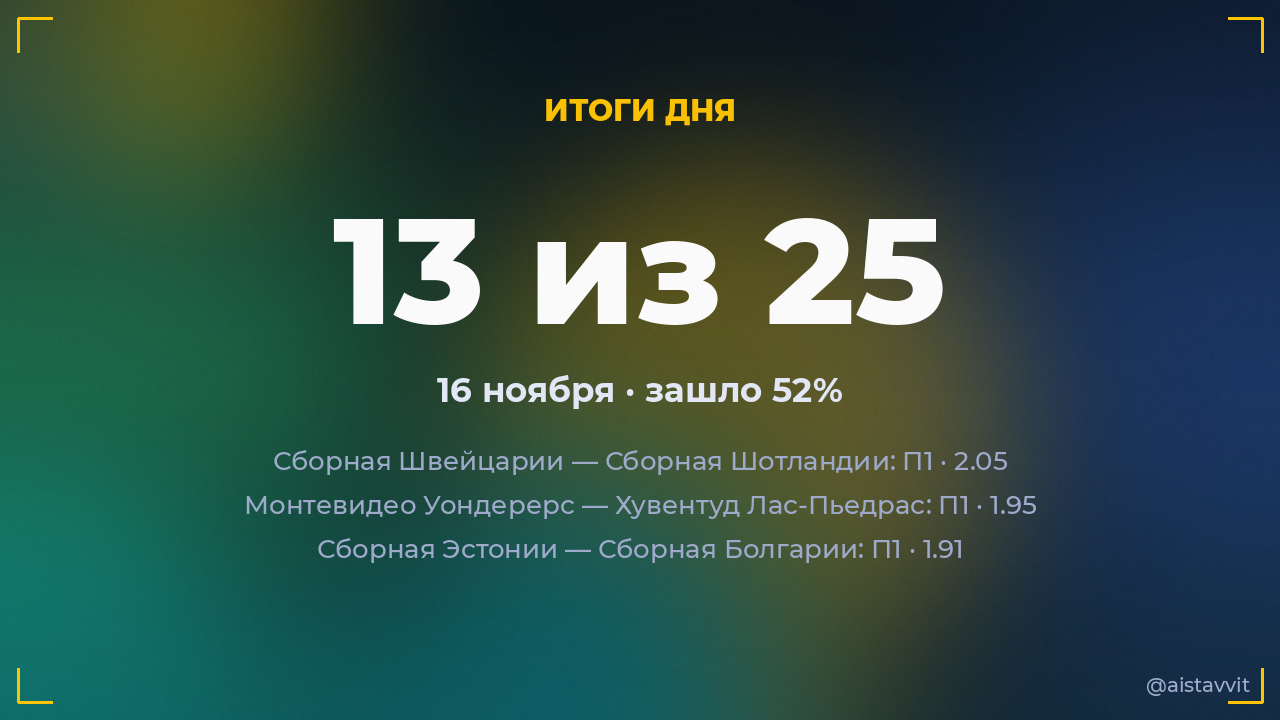 ИТОГИ ДНЯ
13 из 25
16 ноября · зашло 52%
Сборная Швейцарии — Сборная Шотландии: П1 · 2.05
Монтевидео Уондерерс — Хувентуд Лас-Пьедрас: П1 · 1.95
Сборная Эстонии — Сборная Болгарии: П1 · 1.91
@aistavvit